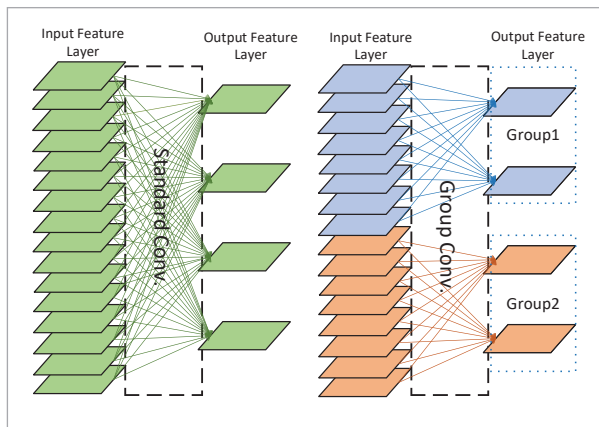 Input Feature
Layer
Output Feature
Layer
Standard Conv.
Input Feature
Layer
Output Feature
Layer
Group Conv.
Group1
Group2